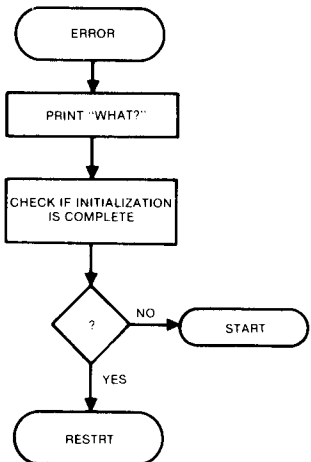 ERROR
PRINT "WHAT?"
CHECK IF INITIALIZATION
IS COMPLETE
?
NO
START
YES
RESTRT